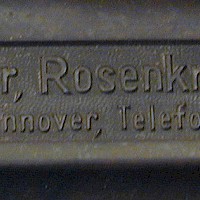 r, Rosenkr
nnover, Telefo